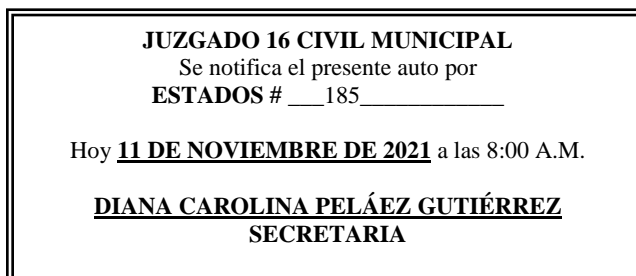 JUZGADO 16 CIVIL MUNICIPAL
Se notifica el presente auto por
ESTADOS # ___185____________
Hoy 11 DE NOVIEMBRE DE 2021 a las 8:00 A.M.
DIANA CAROLINA PELÁEZ GUTIÉRREZ
SECRETARIA